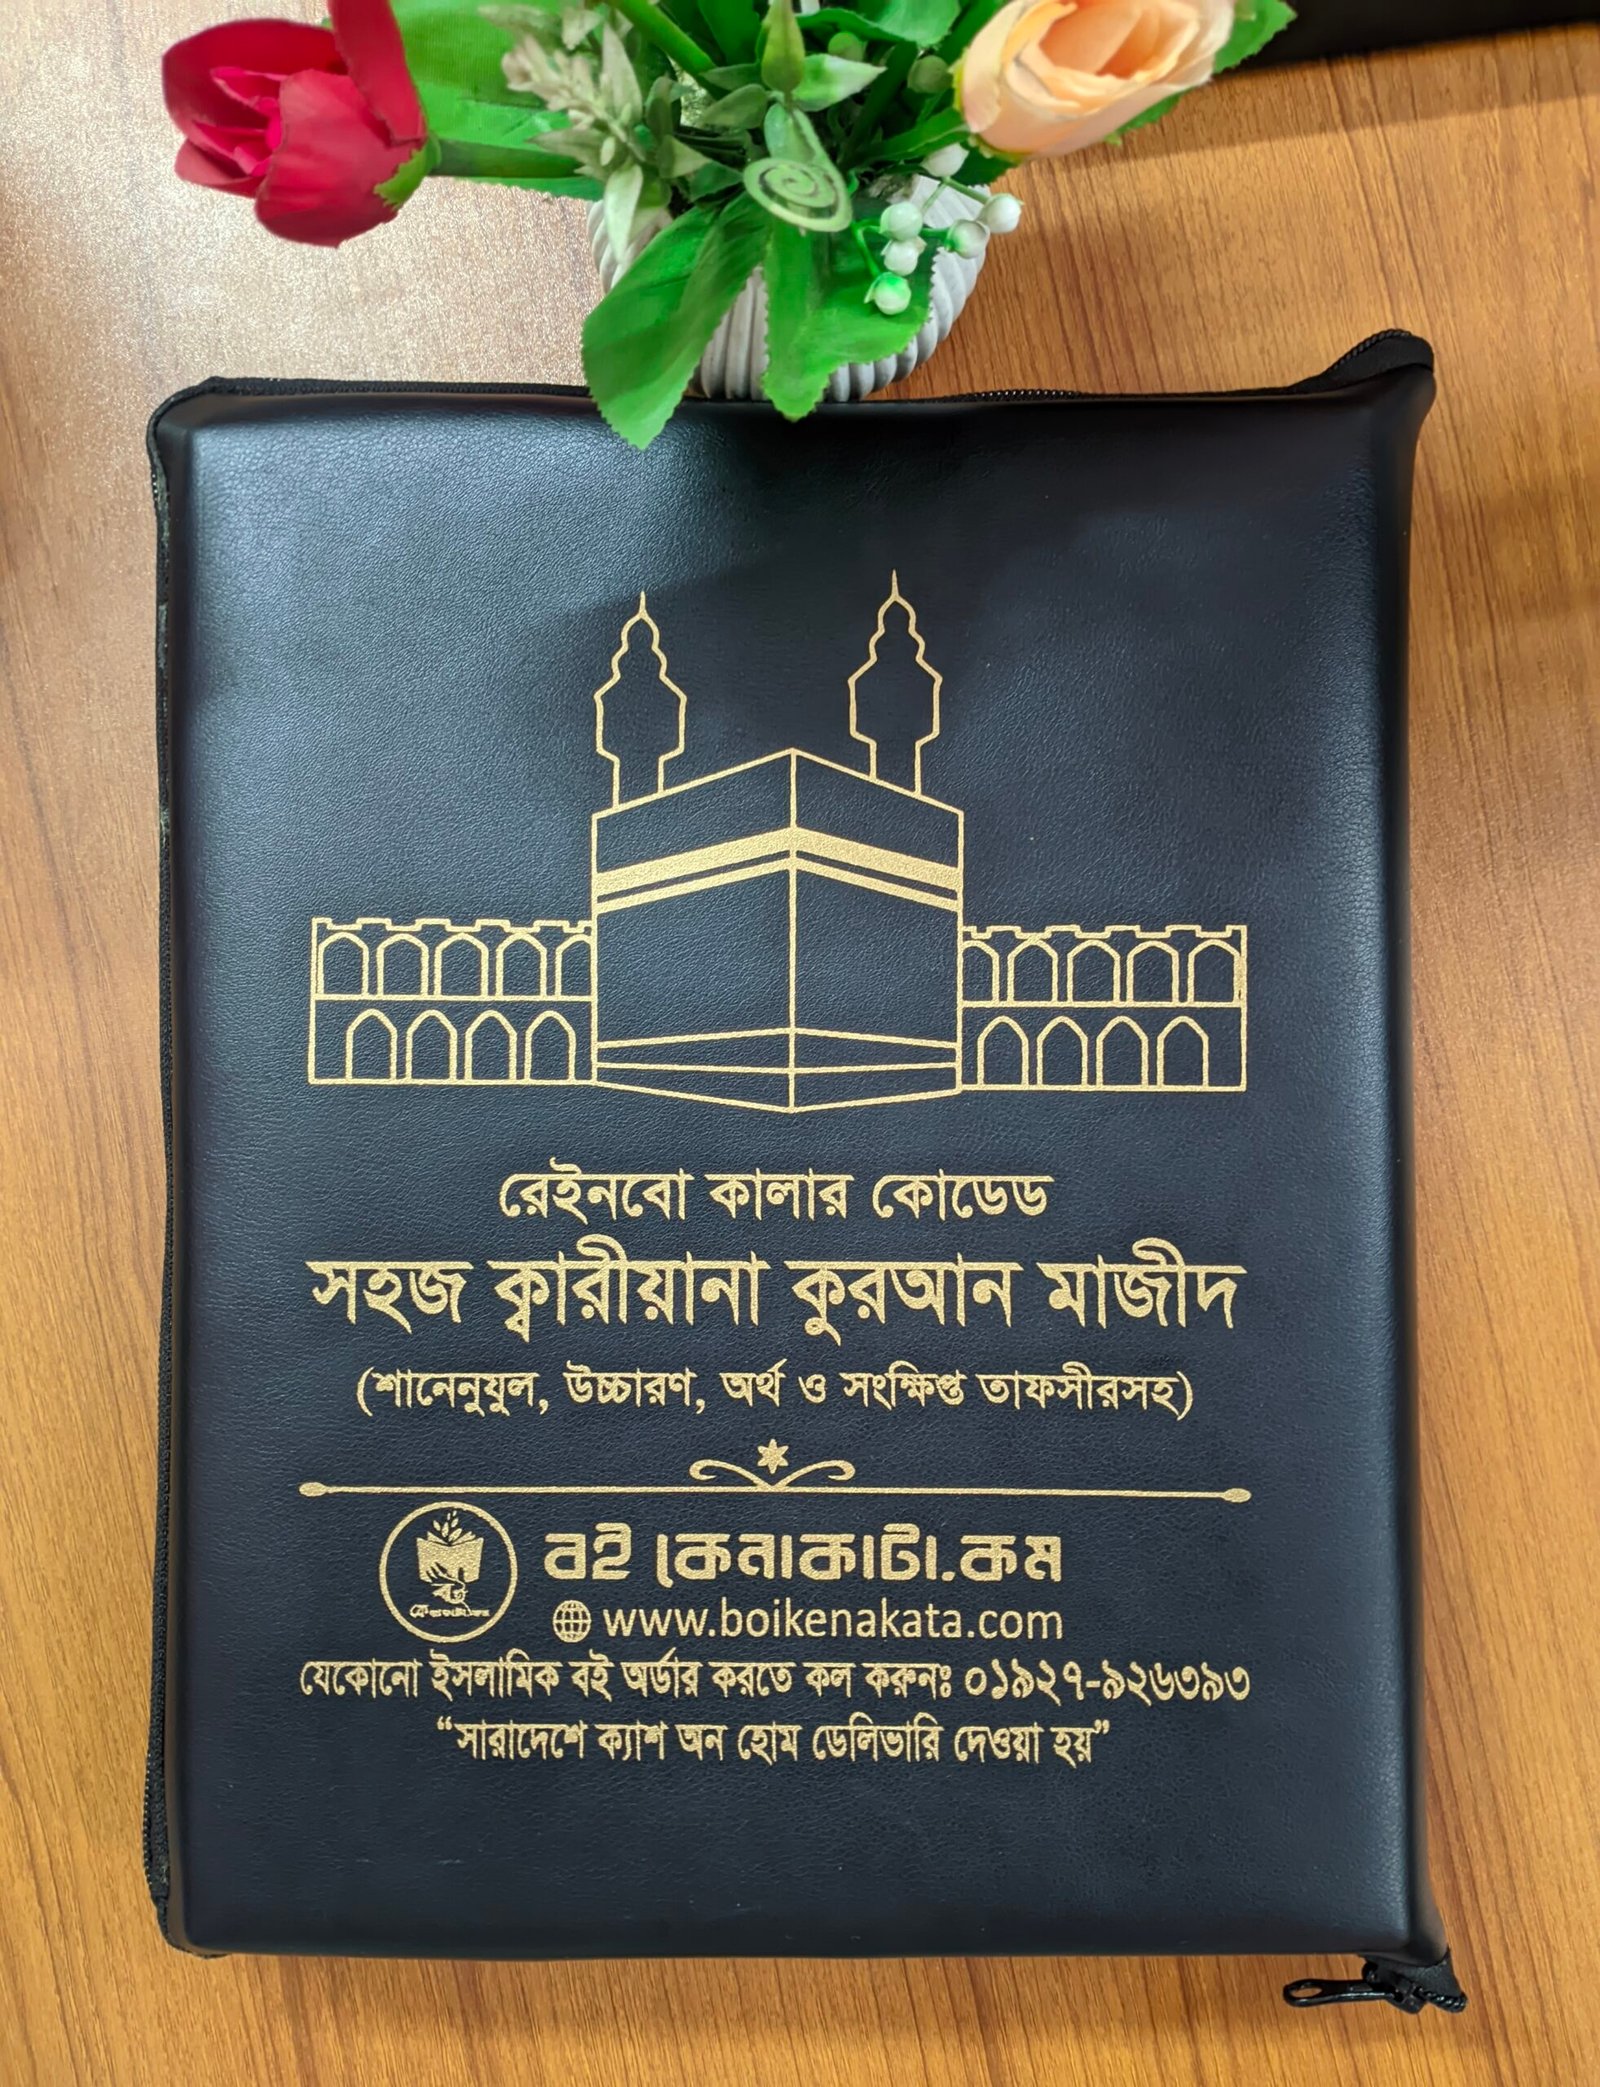 রেইনবো কালার কোডেড
সহজ ক্বারীয়ানা কুরআন মাজীদ
(শানেনুযুল, উচ্চারণ, অর্থ ও সংক্ষিপ্ত তাফসীরসহ)
বই কেনাকাটা.কম
www.boikenakata.com
যেকোনো ইসলামিক বই অর্ডার করতে কল করুনঃ ০১৯২৭-৯২৬৩৯৩
“সারাদেশে ক্যাশ অন হোম ডেলিভারি দেওয়া হয়”